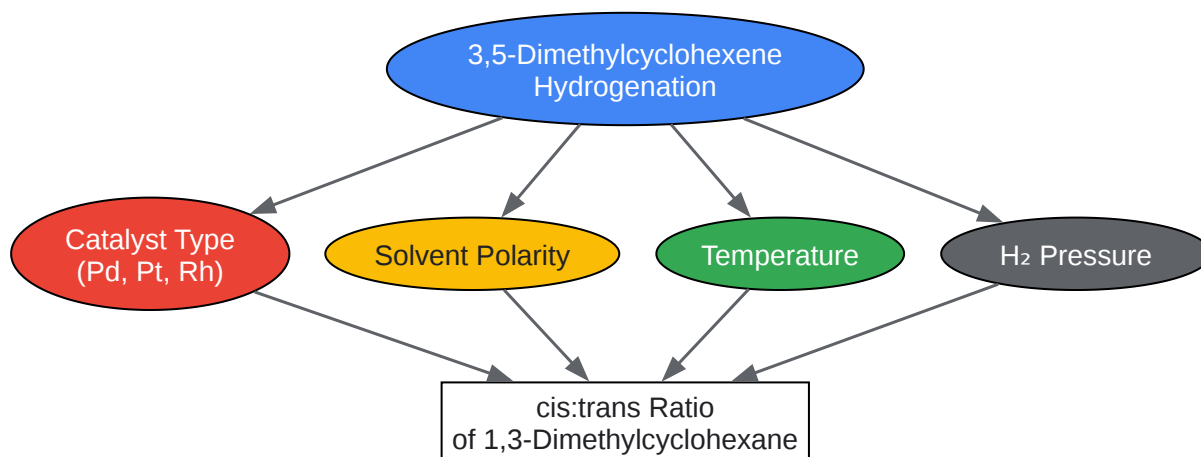 3,5-Dimethylcyclohexene
Hydrogenation
Catalyst Type
(Pd, Pt, Rh)
Solvent Polarity
Temperature
H₂ Pressure
cis:trans Ratio
of 1,3-Dimethylcyclohexane